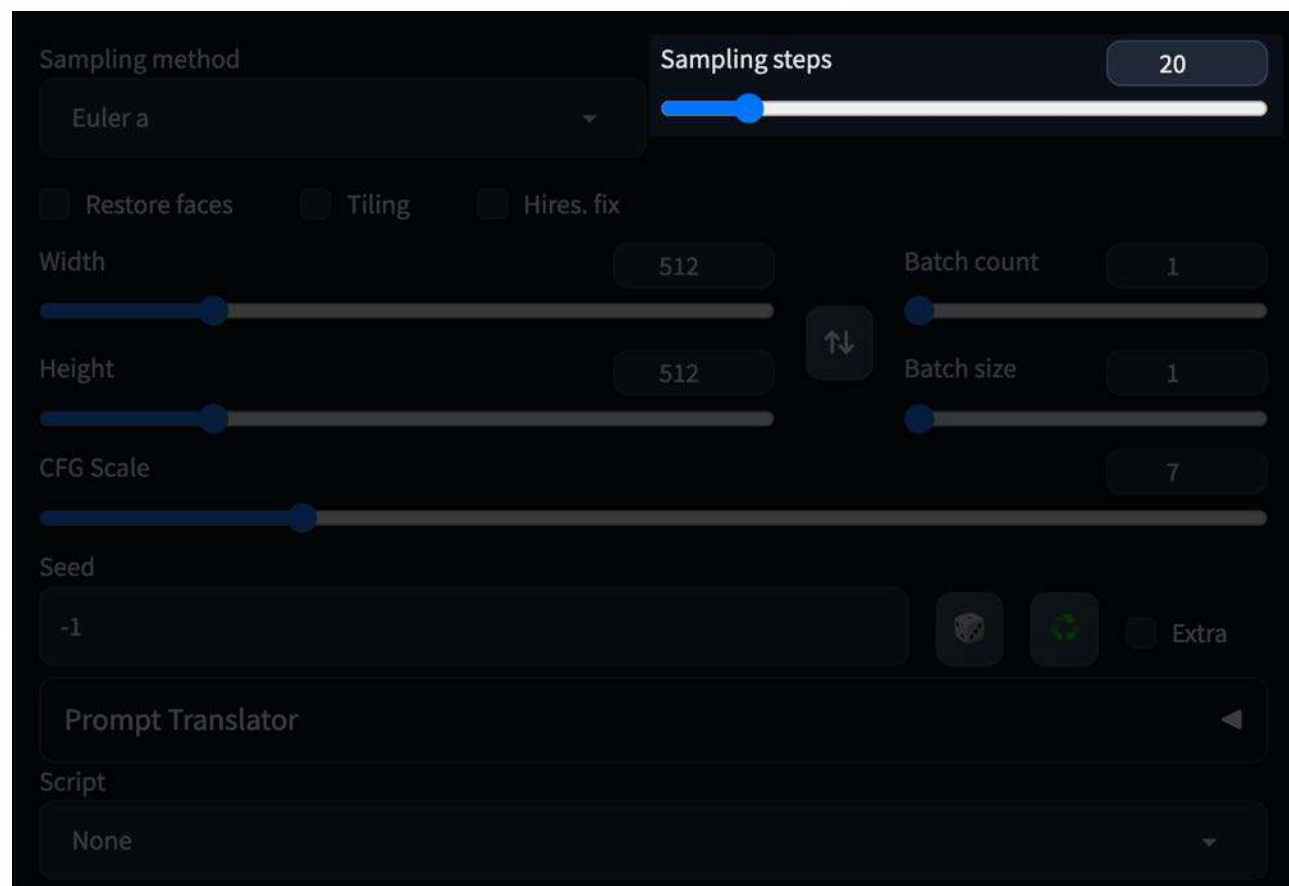 Sampling method
Sampling steps
20
Euler a
Restore faces
Tiling
Hires. fix
Width
512
Batch count
1
Height
512
Batch size
1
CFG Scale
7
Seed
-1
Extra
Prompt Translator
Script
None